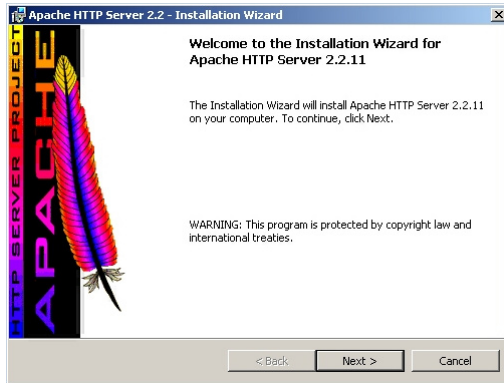 Apache HTTP Server 2.2 - Installation Wizard
HTTP SERVER PROJECT
APACHE
Welcome to the Installation Wizard for
Apache HTTP Server 2.2.11
The Installation Wizard will install Apache HTTP Server 2.2.11
on your computer. To continue, click Next.
WARNING: This program is protected by copyright law and
international treaties.
< Back
Next >
Cancel